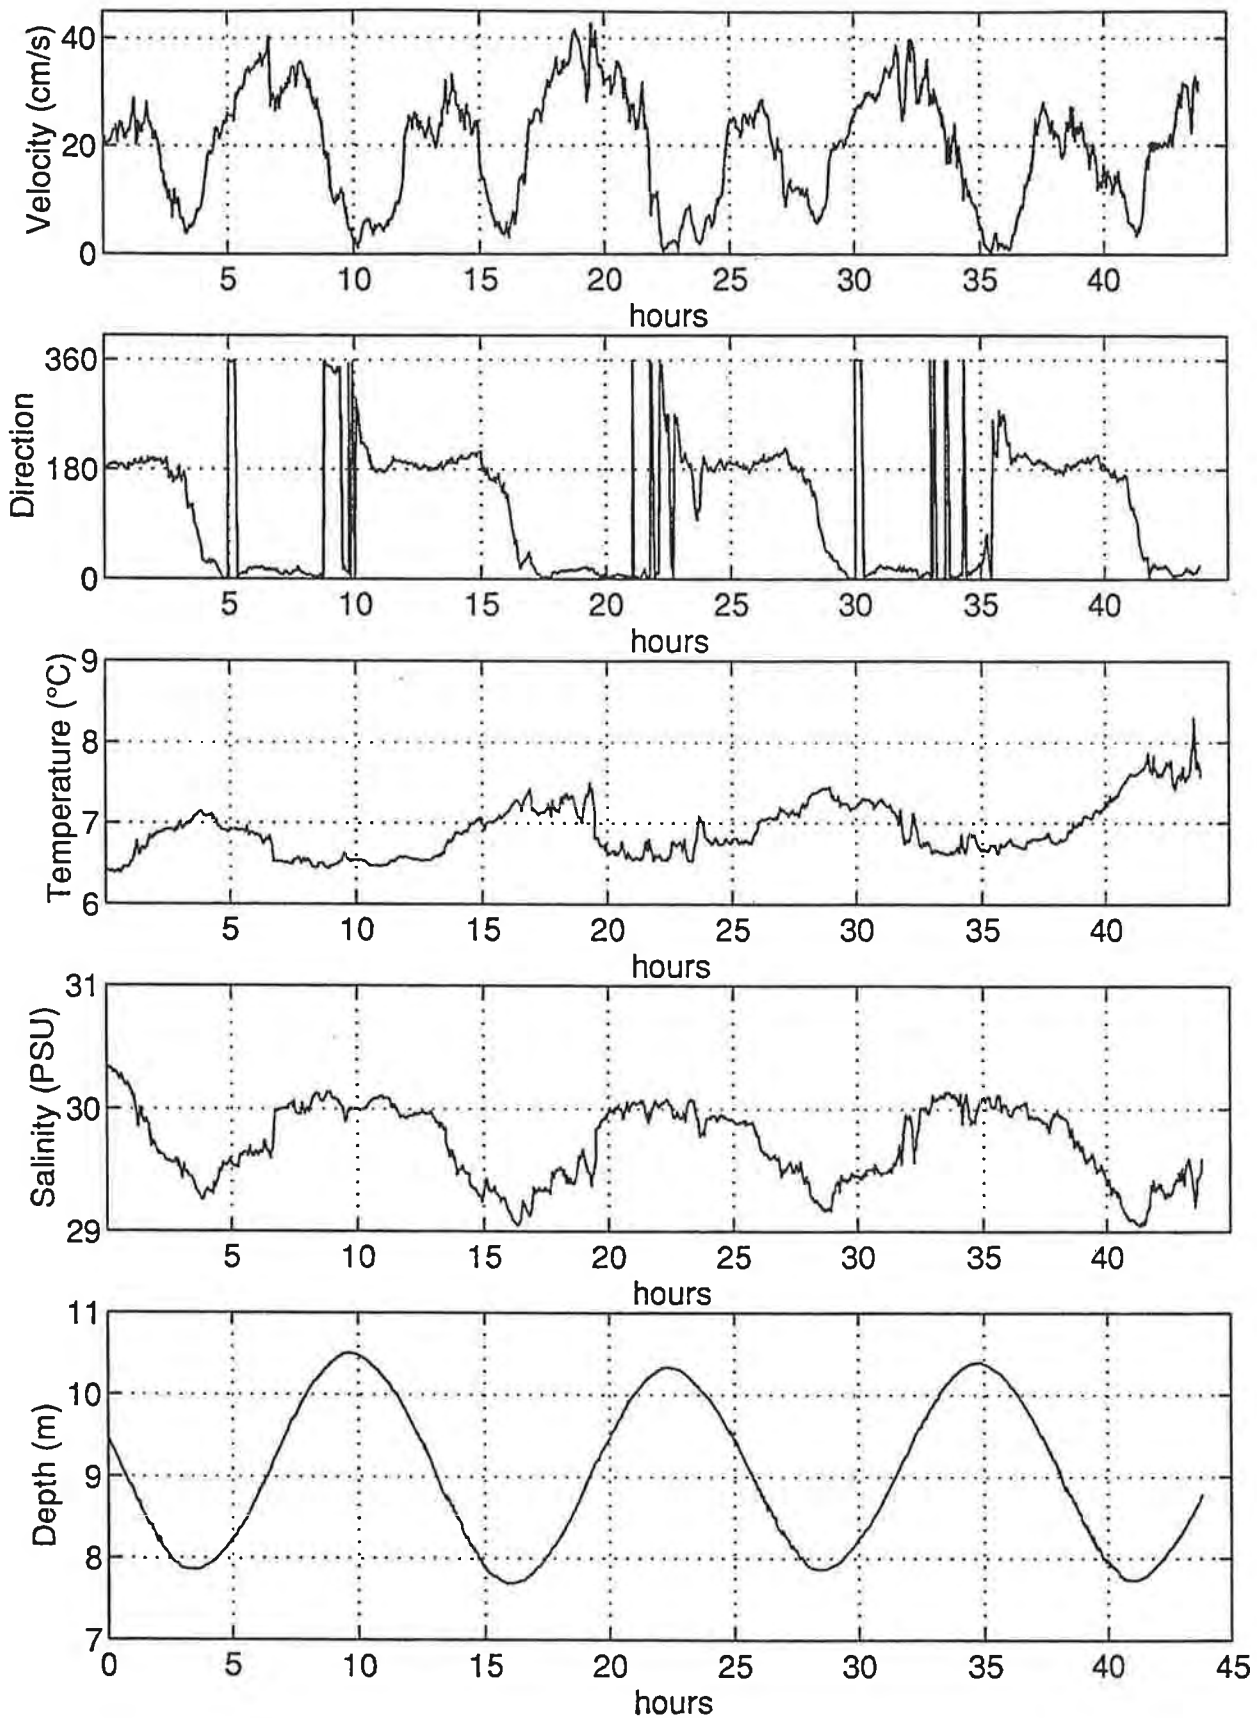 Velocity (cm/s)
40
20
0
5 10 15 20 25 30 35 40
hours
Direction
360
180
0
5 10 15 20 25 30 35 40
hours
Temperature (°C)
9
8
7
6
5 10 15 20 25 30 35 40
hours
Salinity (PSU)
31
30
29
5 10 15 20 25 30 35 40
hours
Depth (m)
11
10
9
8
7
0 5 10 15 20 25 30 35 40 45
hours